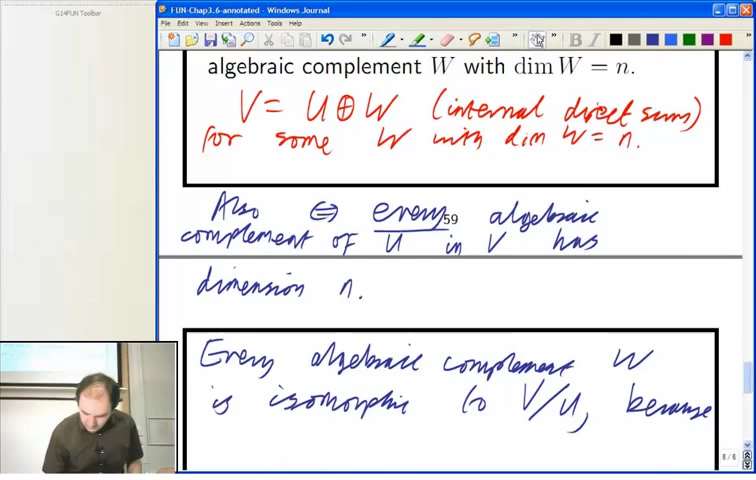 G14FUN Toolbar
FUN-Chap3.6-annotated - Windows Journal
File Edit View Insert Actions Tools Help
B I
algebraic complement W with dim W = n.
V = U ⊕ W (internal direct sum)
for some W with dim W = n.
Also ⇔ every algebraic
59
complement of U in V has
dimension n.
Every algebraic complement W
is isomorphic to V/U, because
6/6